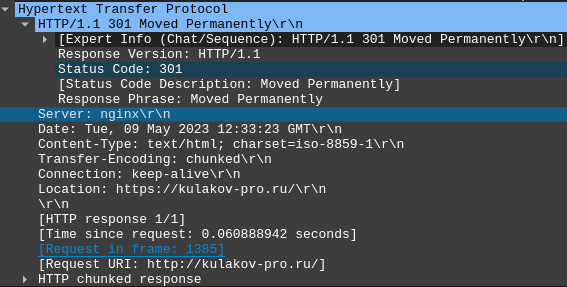 Hypertext Transfer Protocol
HTTP/1.1 301 Moved Permanently\r\n
[Expert Info (Chat/Sequence): HTTP/1.1 301 Moved Permanently\r\n]
Response Version: HTTP/1.1
Status Code: 301
[Status Code Description: Moved Permanently]
Response Phrase: Moved Permanently
Server: nginx\r\n
Date: Tue, 09 May 2023 12:33:23 GMT\r\n
Content-Type: text/html; charset=iso-8859-1\r\n
Transfer-Encoding: chunked\r\n
Connection: keep-alive\r\n
Location: https://kulakov-pro.ru/\r\n
\r\n
[HTTP response 1/1]
[Time since request: 0.060888942 seconds]
[Request in frame: 1385]
[Request URI: http://kulakov-pro.ru/]
HTTP chunked response